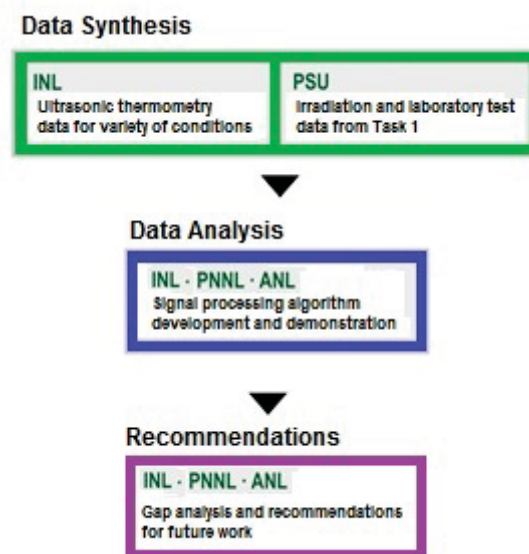 Data Synthesis
INL
Ultrasonic thermometry
data for variety of conditions
PSU
Irradiation and laboratory test
data from Task 1
Data Analysis
INL · PNNL · ANL
Signal processing algorithm
development and demonstration
Recommendations
INL · PNNL · ANL
Gap analysis and recommendations
for future work